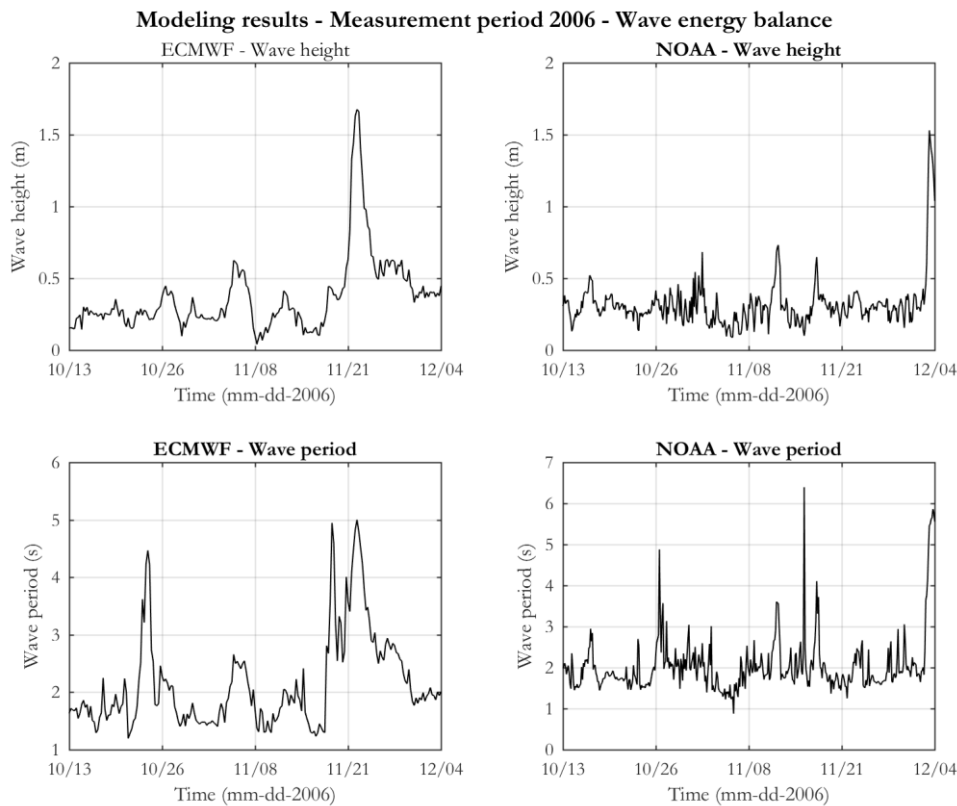 Modeling results - Measurement period 2006 - Wave energy balance
ECMWF - Wave height
Wave height (m)
2
1.5
1
0.5
0
10/13 10/26 11/08 11/21 12/04
Time (mm-dd-2006)
NOAA - Wave height
Wave height (m)
2
1.5
1
0.5
0
10/13 10/26 11/08 11/21 12/04
Time (mm-dd-2006)
ECMWF - Wave period
Wave period (s)
6
5
4
3
2
1
10/13 10/26 11/08 11/21 12/04
Time (mm-dd-2006)
NOAA - Wave period
Wave period (s)
7
6
5
4
3
2
1
0
10/13 10/26 11/08 11/21 12/04
Time (mm-dd-2006)